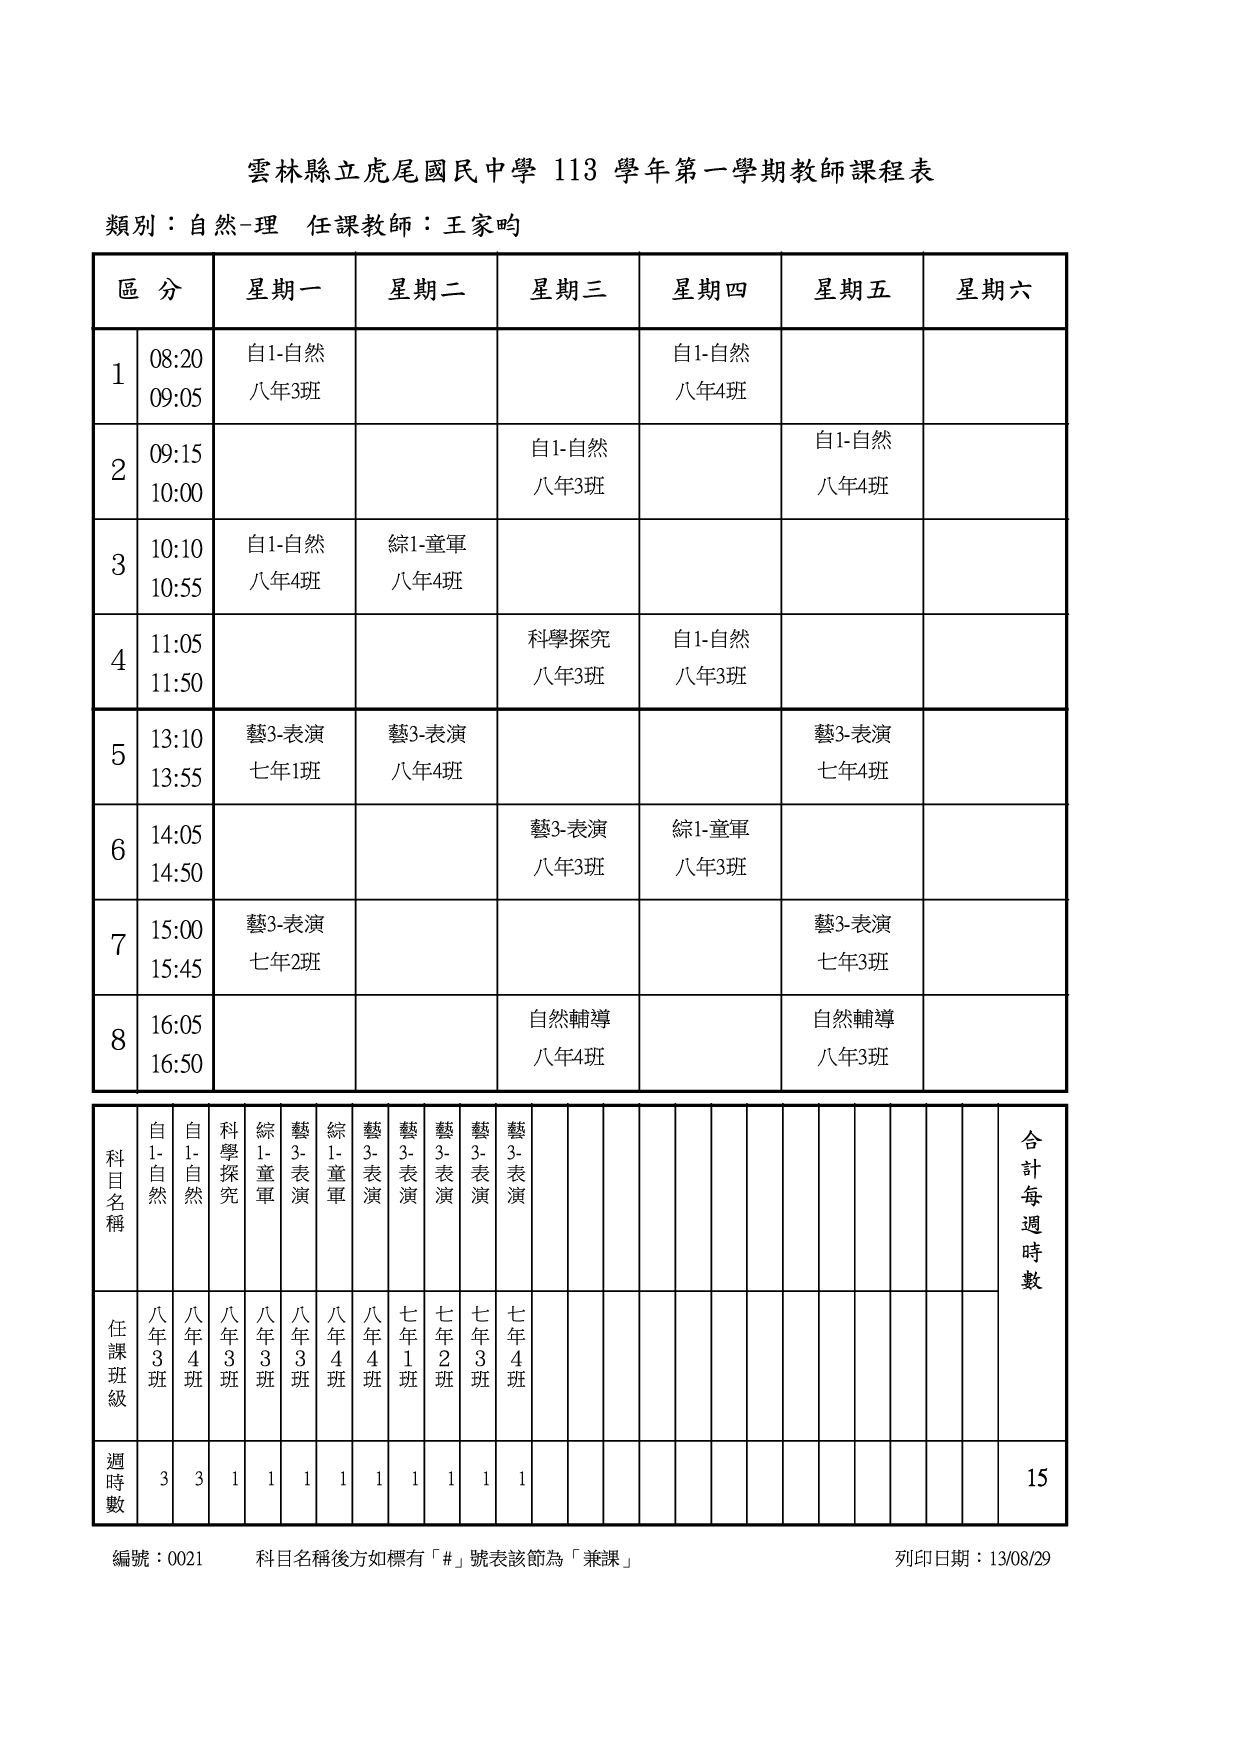 雲林縣立虎尾國民中學 113 學年第一學期教師課程表
類別：自然-理 任課教師：王家畇
區 分 星期一 星期二 星期三 星期四 星期五 星期六
1 08:20 09:05 自1-自然 八年3班 自1-自然 八年4班
2 09:15 10:00 自1-自然 八年3班 自1-自然 八年4班
3 10:10 10:55 自1-自然 八年4班 綜1-童軍 八年4班
4 11:05 11:50 科學探究 八年3班 自1-自然 八年3班
5 13:10 13:55 藝3-表演 七年1班 藝3-表演 八年4班 藝3-表演 七年4班
6 14:05 14:50 藝3-表演 八年3班 綜1-童軍 八年3班
7 15:00 15:45 藝3-表演 七年2班 藝3-表演 七年3班
8 16:05 16:50 自然輔導 八年4班 自然輔導 八年3班
科目名稱 自1-自然 自1-自然 科學探究 綜1-童軍 藝3-表演 綜1-童軍 藝3-表演 藝3-表演 藝3-表演 藝3-表演 藝3-表演 合計每週時數
任課班級 八年3班 八年4班 八年3班 八年3班 八年3班 八年4班 八年4班 七年1班 七年2班 七年3班 七年4班
週時數 3 3 1 1 1 1 1 1 1 1 1 15
編號：0021 科目名稱後方如標有「#」號表該節為「兼課」 列印日期：13/08/29